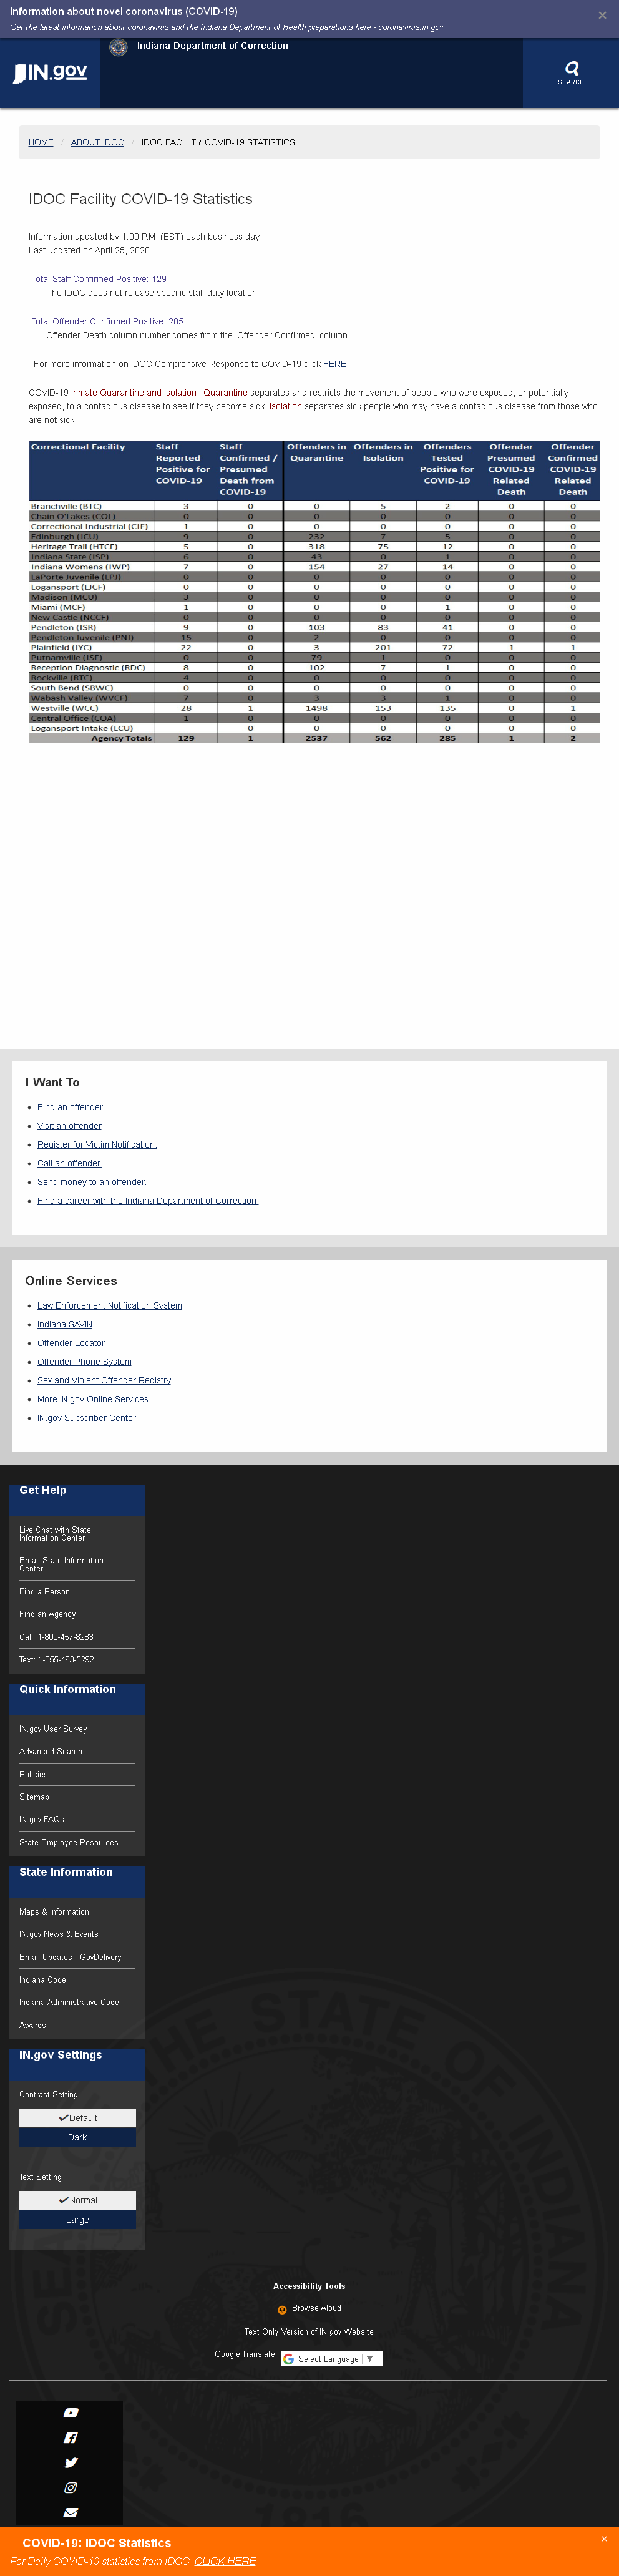 Information about novel coronavirus (COVID-19)
×
Get the latest information about coronavirus and the Indiana Department of Health preparations here - coronavirus.in.gov
IN.gov
Indiana Department of Correction
SEARCH
HOME / ABOUT IDOC / IDOC FACILITY COVID-19 STATISTICS
IDOC Facility COVID-19 Statistics
Information updated by 1:00 P.M. (EST) each business day
Last updated on April 25, 2020
Total Staff Confirmed Positive: 129
The IDOC does not release specific staff duty location
Total Offender Confirmed Positive: 285
Offender Death column number comes from the 'Offender Confirmed' column
For more information on IDOC Comprensive Response to COVID-19 click HERE
COVID-19 Inmate Quarantine and Isolation | Quarantine separates and restricts the movement of people who were exposed, or potentially
exposed, to a contagious disease to see if they become sick. Isolation separates sick people who may have a contagious disease from those who
are not sick.
Correctional Facility Staff Reported Positive for COVID-19 Staff Confirmed / Presumed Death from COVID-19 Offenders in Quarantine Offenders in Isolation Offenders Tested Positive for COVID-19 Offender Presumed COVID-19 Related Death Offender Confirmed COVID-19 Related Death
Branchville (BTC) 3 0 0 5 2 0 0
Chain O'Lakes (COL) 0 0 0 0 0 0 0
Correctional Industrial (CIF) 1 0 0 0 0 0 0
Edinburgh (JCU) 9 0 232 7 5 0 0
Heritage Trail (HTCF) 5 0 318 75 12 0 0
Indiana State (ISP) 6 0 43 0 1 0 0
Indiana Womens (IWP) 7 0 154 27 14 0 0
LaPorte Juvenile (LPJ) 0 0 0 0 0 0 0
Logansport (LJCF) 0 0 0 0 0 0 0
Madison (MCU) 3 0 0 0 0 0 0
Miami (MCF) 1 0 0 0 1 0 0
New Castle (NCCF) 0 0 0 0 0 0 0
Pendleton (ISR) 9 0 103 83 41 0 0
Pendleton Juvenile (PNJ) 15 0 2 0 0 0 0
Plainfield (IYC) 22 0 3 201 72 1 1
Putnamville (ISF) 0 0 79 1 0 0 0
Reception Diagnostic (RDC) 8 0 102 7 1 0 0
Rockville (RTC) 4 0 0 0 0 0 0
South Bend (SBWC) 0 0 0 0 0 0 0
Wabash Valley (WVCF) 7 0 3 3 1 0 0
Westville (WCC) 28 1 1498 153 135 0 1
Central Office (COA) 1 0 0 0 0 0 0
Logansport Intake (LCU) 0 0 0 0 0 0
Agency Totals 129 1 2537 562 285 1 2
I Want To
Find an offender.
Visit an offender
Register for Victim Notification.
Call an offender.
Send money to an offender.
Find a career with the Indiana Department of Correction.
Online Services
Law Enforcement Notification System
Indiana SAVIN
Offender Locator
Offender Phone System
Sex and Violent Offender Registry
More IN.gov Online Services
IN.gov Subscriber Center
Get Help
Live Chat with State
Information Center
Email State Information
Center
Find a Person
Find an Agency
Call: 1-800-457-8283
Text: 1-855-463-5292
Quick Information
IN.gov User Survey
Advanced Search
Policies
Sitemap
IN.gov FAQs
State Employee Resources
State Information
Maps & Information
IN.gov News & Events
Email Updates - GovDelivery
Indiana Code
Indiana Administrative Code
Awards
IN.gov Settings
Contrast Setting
✓Default
Dark
Text Setting
✓Normal
Large
Accessibility Tools
Browse Aloud
Text Only Version of IN.gov Website
Google Translate Select Language ▼
COVID-19: IDOC Statistics
×
For Daily COVID-19 statistics from IDOC CLICK HERE